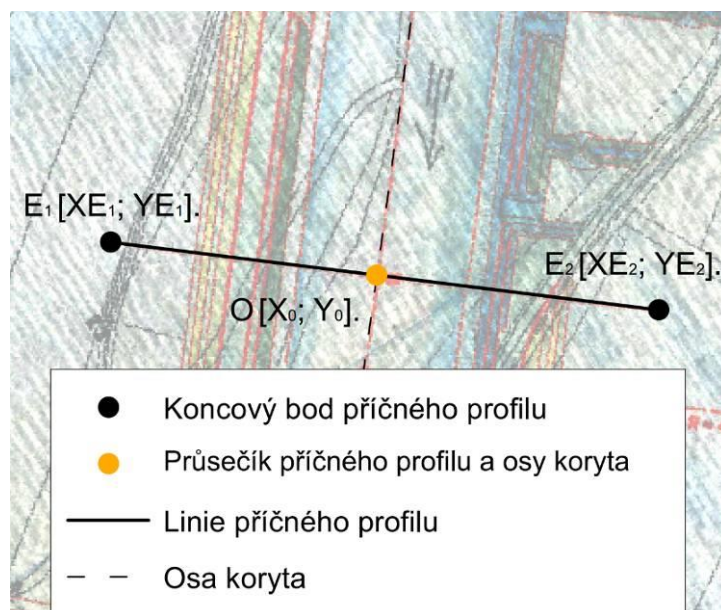 E₁[XE₁; YE₁].
E₂[XE₂; YE₂].
O[X₀; Y₀].
Koncový bod příčného profilu
Průsečík příčného profilu a osy koryta
Linie příčného profilu
Osa koryta